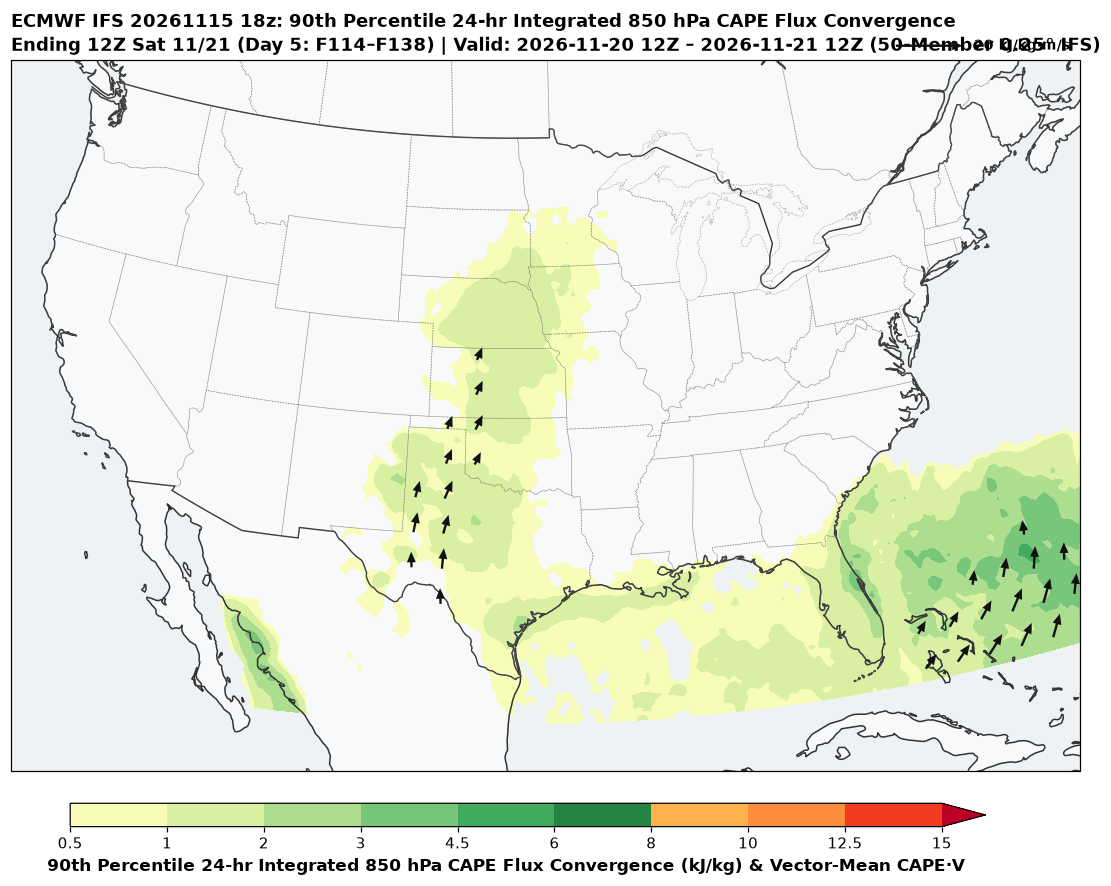 ECMWF IFS 20261115 18z: 90th Percentile 24-hr Integrated 850 hPa CAPE Flux Convergence
Ending 12Z Sat 11/21 (Day 5: F114–F138) | Valid: 2026-11-20 12Z – 2026-11-21 12Z (50-Member 0.25° IFS)
0.5 1 2 3 4.5 6 8 10 12.5 15
90th Percentile 24-hr Integrated 850 hPa CAPE Flux Convergence (kJ/kg) & Vector-Mean CAPE·V